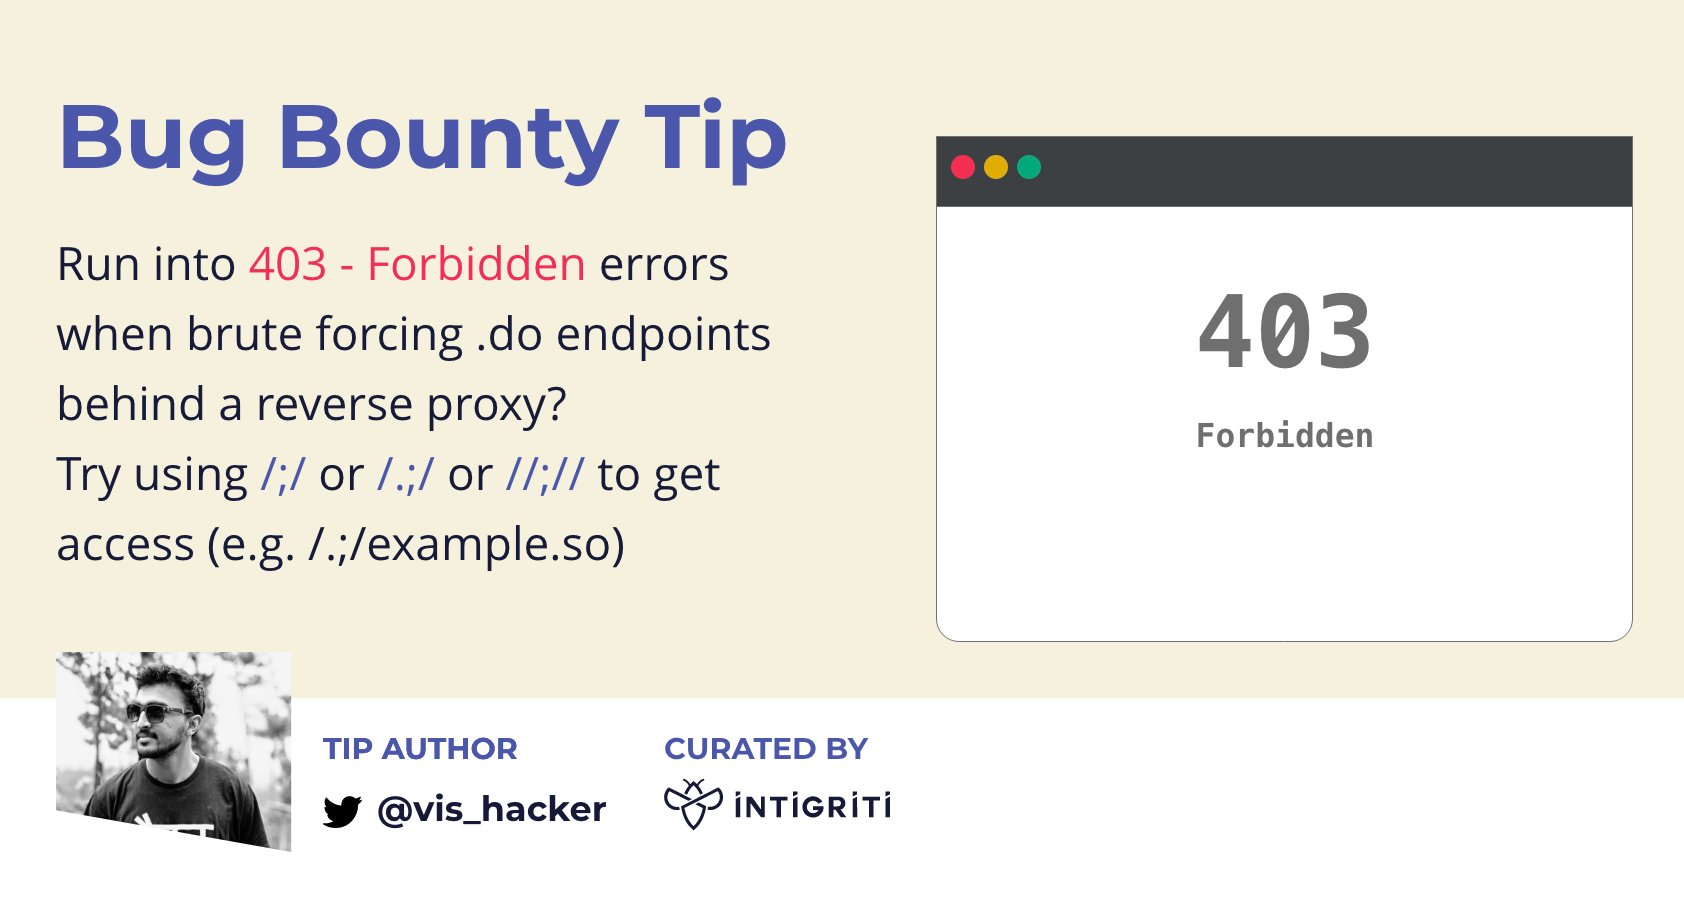 Bug Bounty Tip
Run into 403 - Forbidden errors
when brute forcing .do endpoints
behind a reverse proxy?
Try using /;/ or /.;/ or //;// to get
access (e.g. /.;/example.so)
403
Forbidden
TIP AUTHOR
@vis_hacker
CURATED BY
INTIGRITI